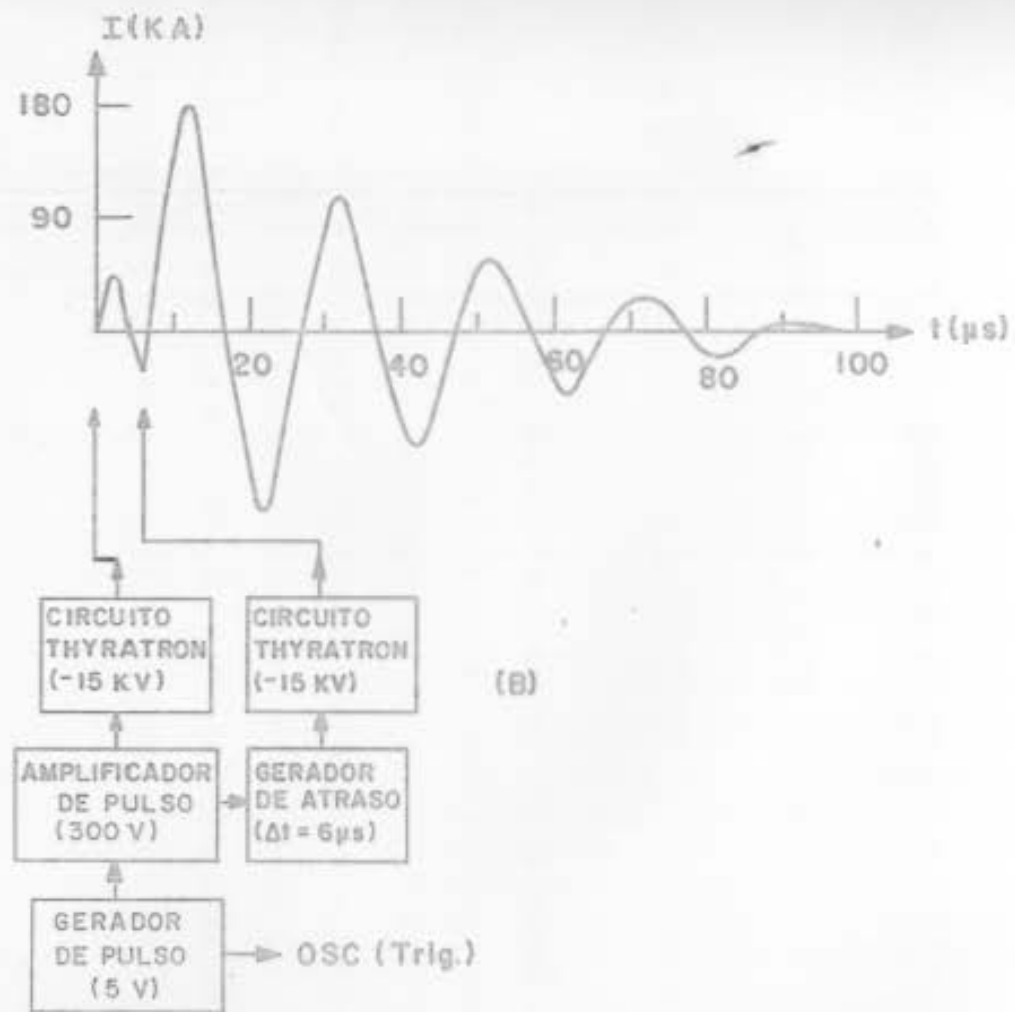 I(KA)
180
90
20
40
60
80
100
t(µs)
CIRCUITO
THYRATRON
(-15 KV)
CIRCUITO
THYRATRON
(-15 KV)
(B)
AMPLIFICADOR
DE PULSO
(300 V)
GERADOR
DE ATRASO
(Δt = 6µs)
GERADOR
DE PULSO
(5 V)
OSC (Trig.)